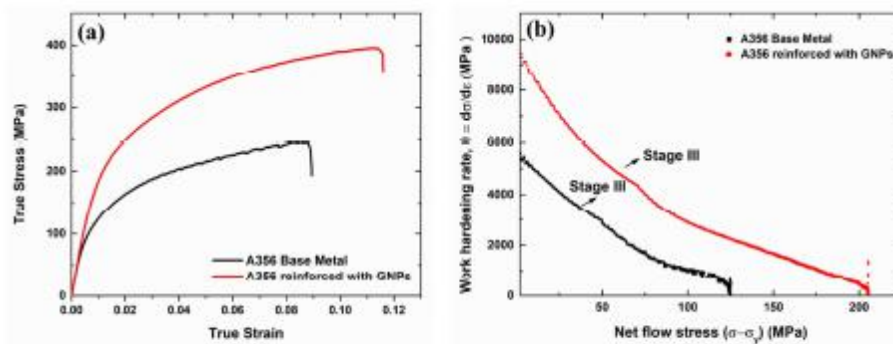 (a)
True Stress (MPa)
400
300
200
100
0
0.00 0.02 0.04 0.06 0.08 0.10 0.12
True Strain
A356 Base Metal
A356 reinforced with GNPs
(b)
Work hardesing rate, = dσ/dε (MPa)
10000
8000
6000
4000
2000
0
50 100 150 200
Net flow stress (σ-σy) (MPa)
A356 Base Metal
A356 reinforced with GNPs
Stage III
Stage III